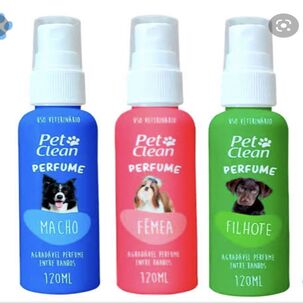 USO VETERINÁRIO
Pet Clean
PERFUME
MACHO
AGRADÁVEL PERFUME
ENTRE BANHOS
120ML
USO VETERINÁRIO
Pet Clean
PERFUME
FÊMEA
AGRADÁVEL PERFUME
ENTRE BANHOS
120ML
USO VETERINÁRIO
Pet Clean
PERFUME
FILHOTE
AGRADÁVEL PERFUME
ENTRE BANHOS
120ML